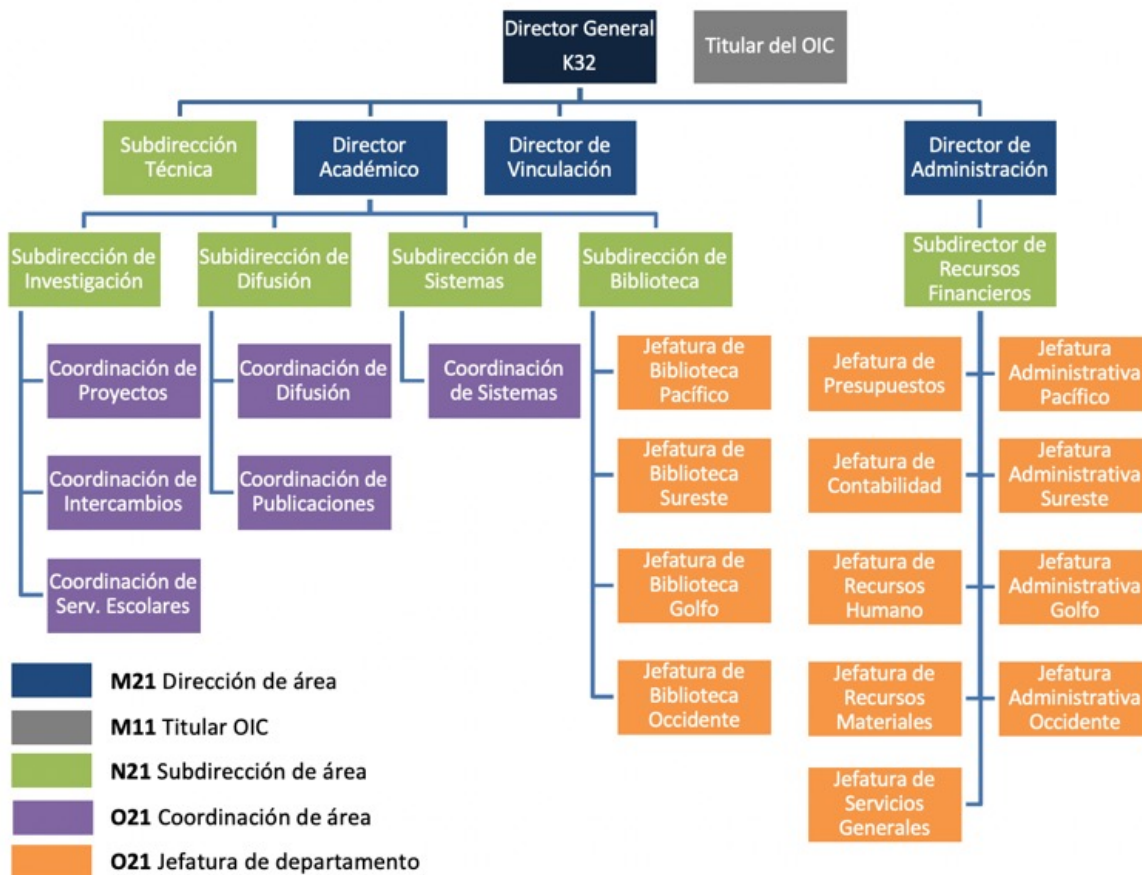 Director General
K32
Titular del OIC
Subdirección
Técnica
Director
Académico
Director de
Vinculación
Director de
Administración
Subdirección de
Investigación
Subidirección de
Difusión
Subdirección de
Sistemas
Subdirección de
Biblioteca
Subdirector de
Recursos
Financieros
Coordinación de
Proyectos
Coordinación de
Difusión
Coordinación
de Sistemas
Jefatura de
Biblioteca
Pacífico
Jefatura de
Presupuestos
Jefatura
Administrativa
Pacífico
Coordinación de
Intercambios
Coordinación de
Publicaciones
Jefatura de
Biblioteca
Sureste
Jefatura de
Contabilidad
Jefatura
Administrativa
Sureste
Coordinación de
Serv. Escolares
Jefatura de
Biblioteca
Golfo
Jefatura de
Recursos
Humano
Jefatura
Administrativa
Golfo
Jefatura de
Biblioteca
Occidente
Jefatura de
Recursos
Materiales
Jefatura
Administrativa
Occidente
Jefatura de
Servicios
Generales
M21 Dirección de área
M11 Titular OIC
N21 Subdirección de área
O21 Coordinación de área
O21 Jefatura de departamento